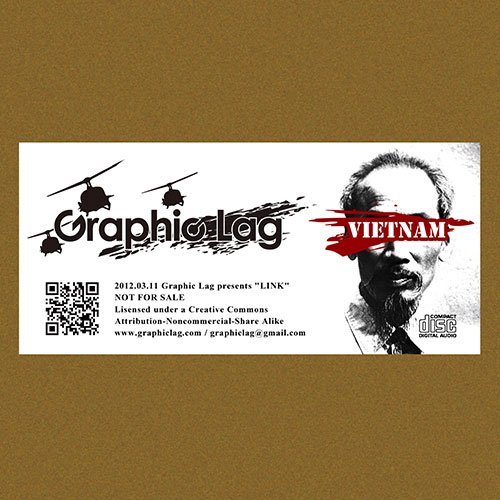 Graphic Lag
VIETNAM
2012.03.11 Graphic Lag presents "LINK"
NOT FOR SALE
Licensed under a Creative Commons
Attribution-Noncommercial-Share Alike
www.graphiclag.com / graphiclag@gmail.com
COMPACT
disc
DIGITAL AUDIO